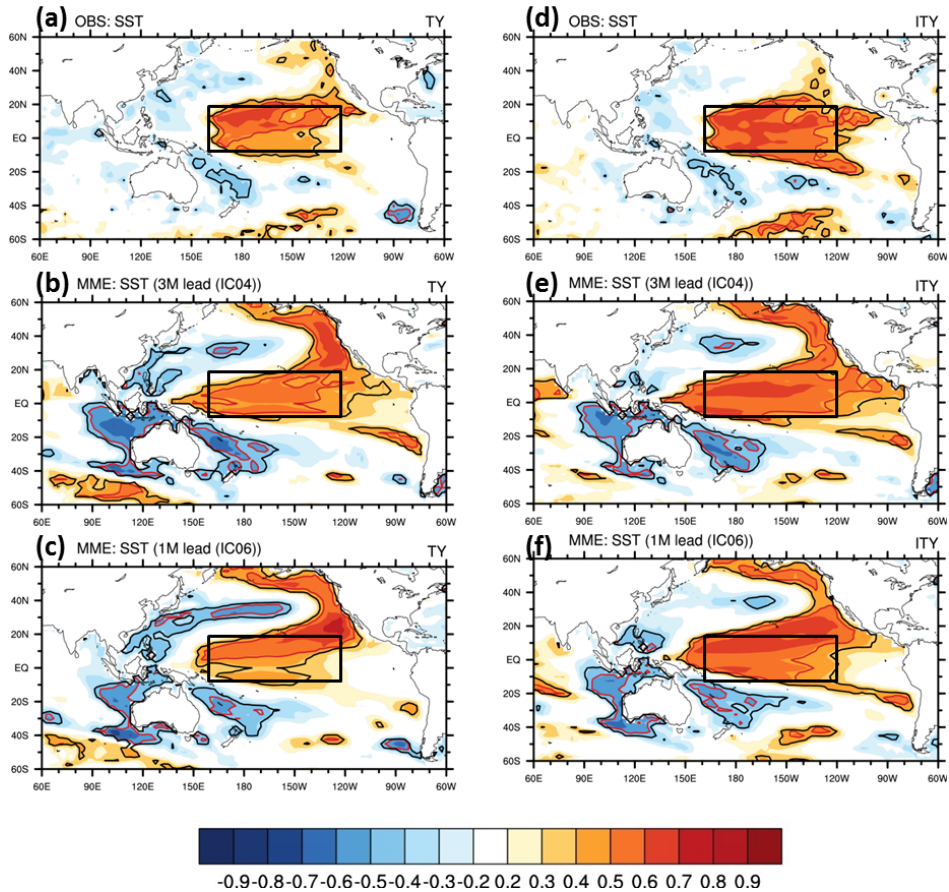 (a) OBS: SST TY
60N
40N
20N
EQ
20S
40S
60S
60E 90E 120E 150E 180 150W 120W 90W 60W
(d) OBS: SST ITY
60N
40N
20N
EQ
20S
40S
60S
60E 90E 120E 150E 180 150W 120W 90W 60W
(b) MME: SST (3M lead (IC04)) TY
60N
40N
20N
EQ
20S
40S
60S
60E 90E 120E 150E 180 150W 120W 90W 60W
(e) MME: SST (3M lead (IC04)) ITY
60N
40N
20N
EQ
20S
40S
60S
60E 90E 120E 150E 180 150W 120W 90W 60W
(c) MME: SST (1M lead (IC06)) TY
60N
40N
20N
EQ
20S
40S
60S
60E 90E 120E 150E 180 150W 120W 90W 60W
(f) MME: SST (1M lead (IC06)) ITY
60N
40N
20N
EQ
20S
40S
60S
60E 90E 120E 150E 180 150W 120W 90W 60W
-0.9 -0.8 -0.7 -0.6 -0.5 -0.4 -0.3 -0.2 0.2 0.3 0.4 0.5 0.6 0.7 0.8 0.9